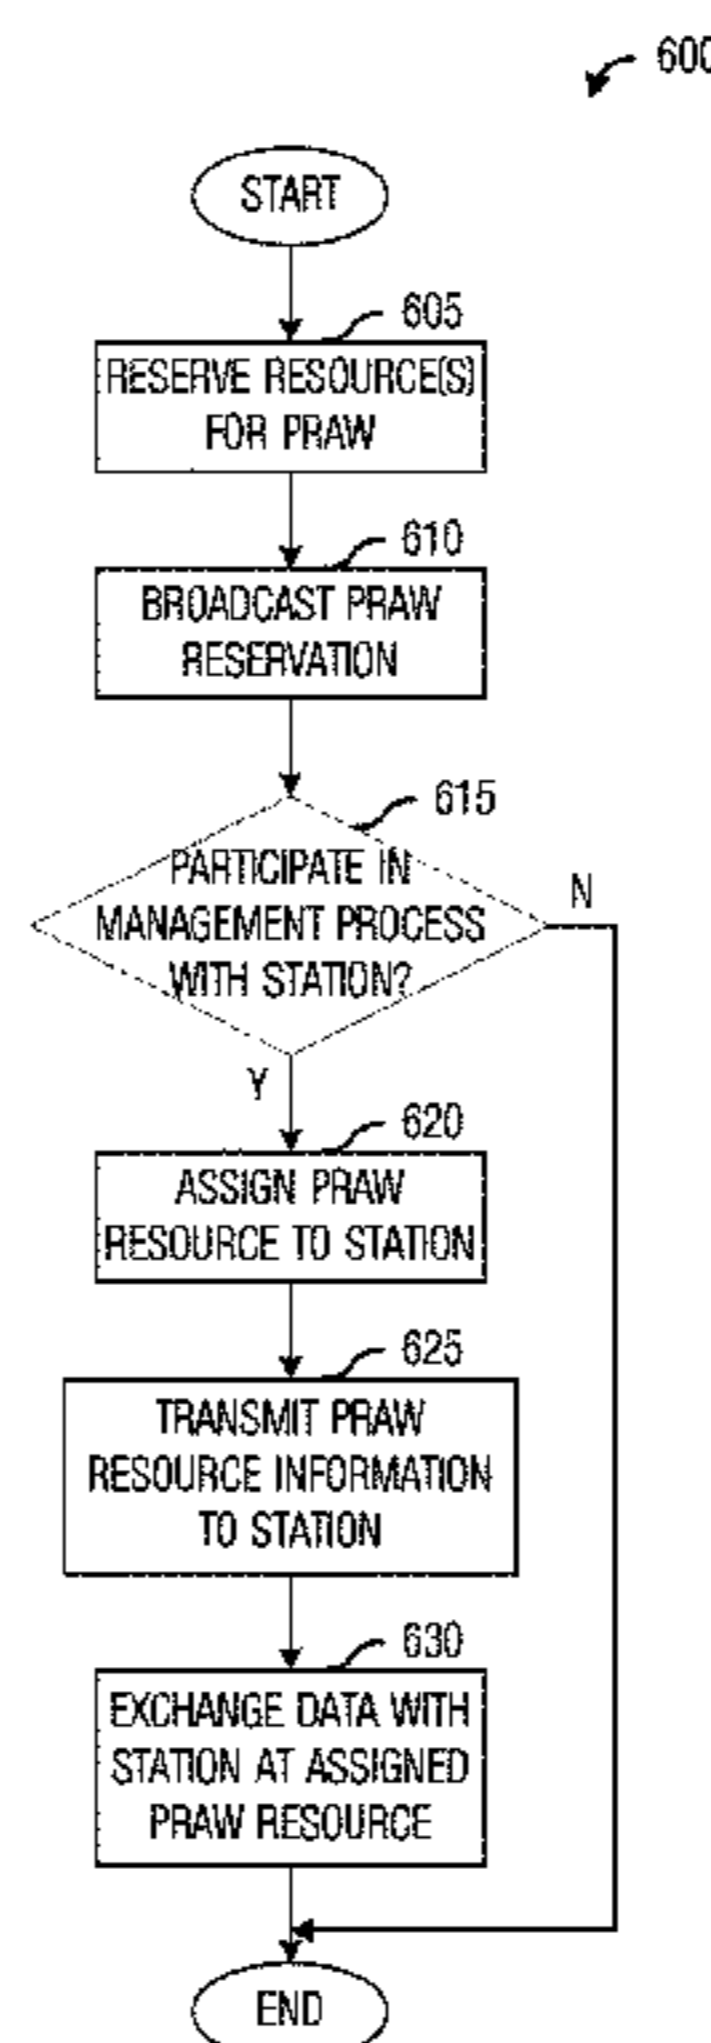 600
START
605
RESERVE RESOURCE(S)
FOR PRAW
610
BROADCAST PRAW
RESERVATION
615
PARTICIPATE IN
MANAGEMENT PROCESS
WITH STATION?
N
Y
620
ASSIGN PRAW
RESOURCE TO STATION
625
TRANSMIT PRAW
RESOURCE INFORMATION
TO STATION
630
EXCHANGE DATA WITH
STATION AT ASSIGNED
PRAW RESOURCE
END